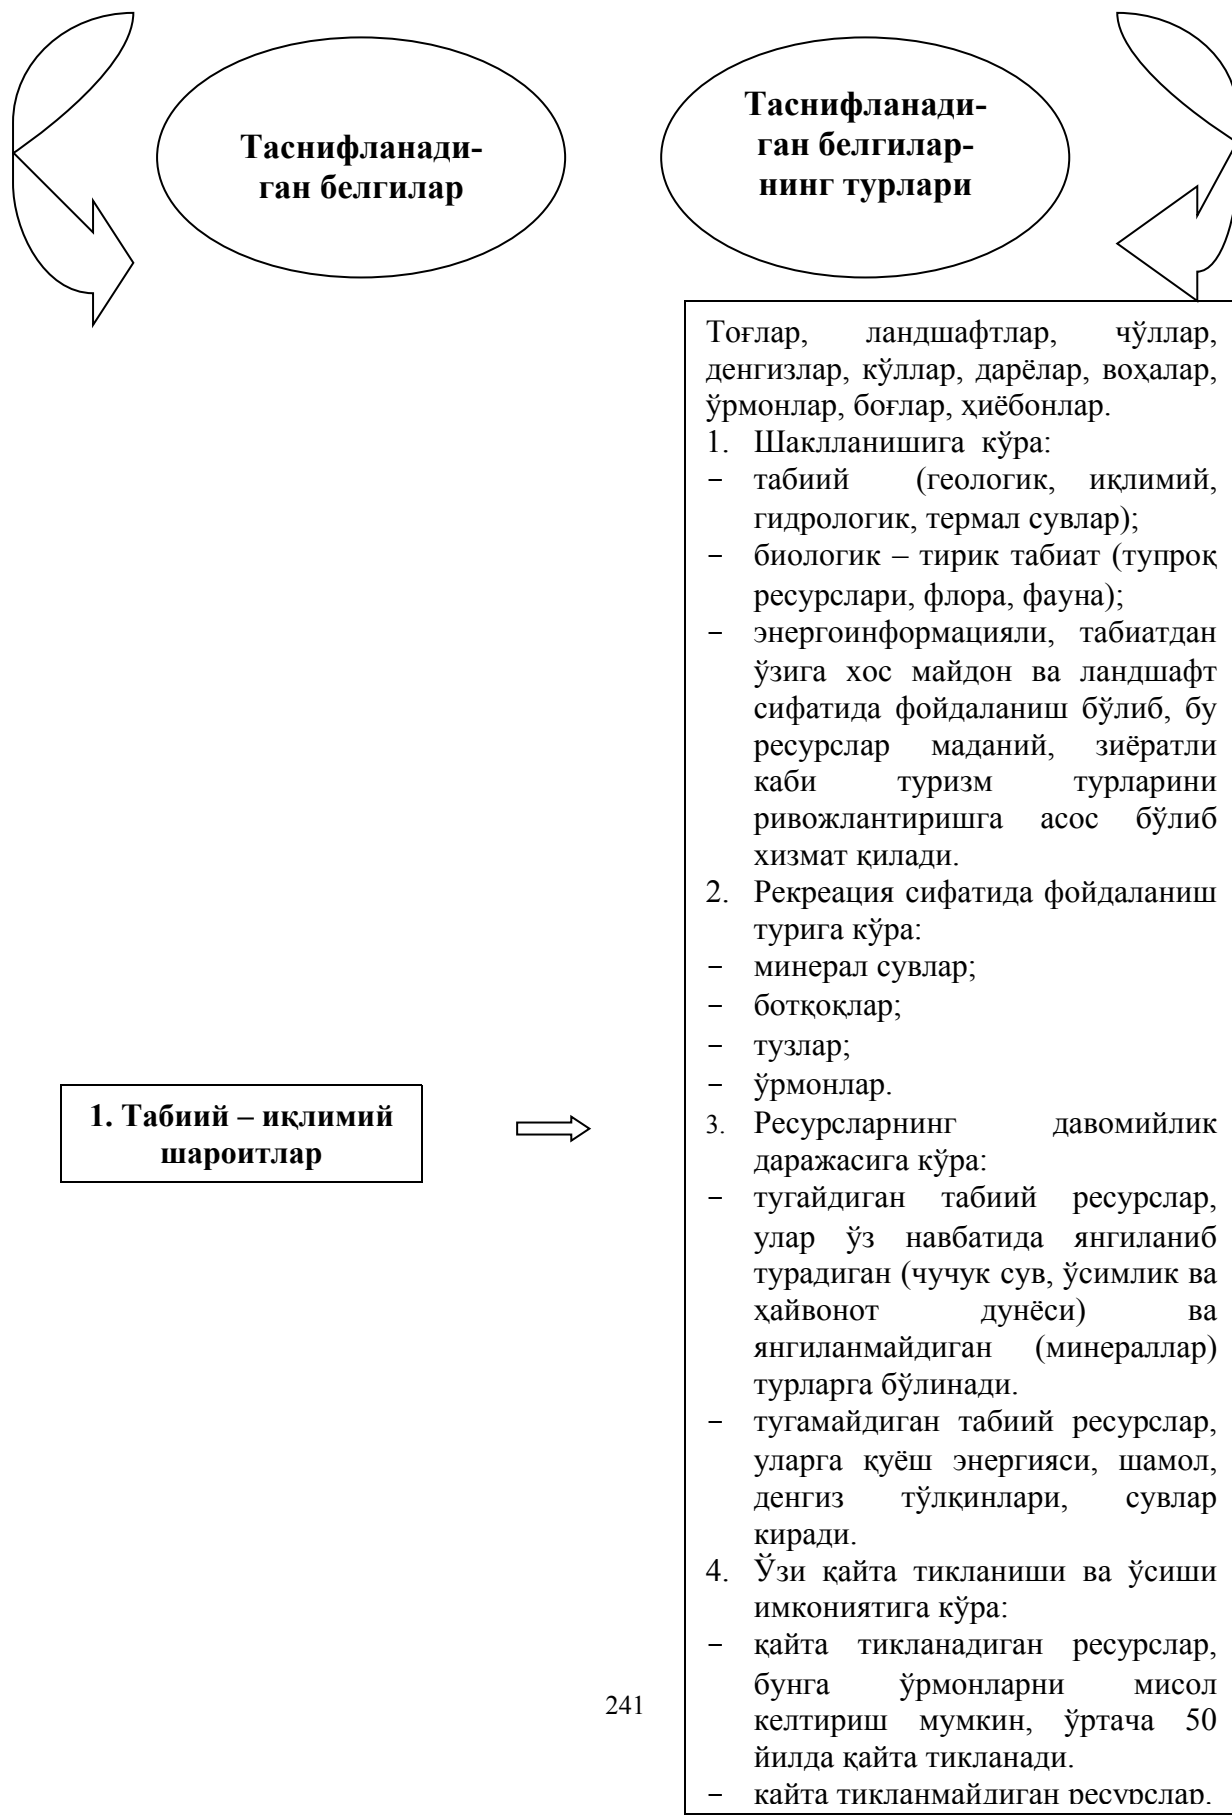 Таснифланади-
ган белгилар
Таснифланади-
ган белгилар-
нинг турлари
Тоғлар, ландшафтлар, чўллар,
денгизлар, кўллар, дарёлар, воҳалар,
ўрмонлар, боғлар, ҳиёбонлар.
1. Шаклланишига кўра:
- табиий (геологик, иқлимий,
гидрологик, термал сувлар);
- биологик – тирик табиат (тупроқ
ресурслари, флора, фауна);
- энергоинформацияли, табиатдан
ўзига хос майдон ва ландшафт
сифатида фойдаланиш бўлиб, бу
ресурслар маданий, зиёратли
каби туризм турларини
ривожлантиришга асос бўлиб
хизмат қилади.
2. Рекреация сифатида фойдаланиш
турига кўра:
- минерал сувлар;
- ботқоқлар;
- тузлар;
- ўрмонлар.
1. Табиий – иқлимий
шароитлар
3. Ресурсларнинг давомийлик
даражасига кўра:
- тугайдиган табиий ресурслар,
улар ўз навбатида янгиланиб
турадиган (чучук сув, ўсимлик ва
ҳайвонот дунёси) ва
янгиланмайдиган (минераллар)
турларга бўлинади.
- тугамайдиган табиий ресурслар,
уларга қуёш энергияси, шамол,
денгиз тўлқинлари, сувлар
киради.
4. Ўзи қайта тикланиши ва ўсиши
имкониятига кўра:
- қайта тикланадиган ресурслар,
бунга ўрмонларни мисол
келтириш мумкин, ўртача 50
йилда қайта тикланади.
- қайта тикланмайдиган ресурслар.
241